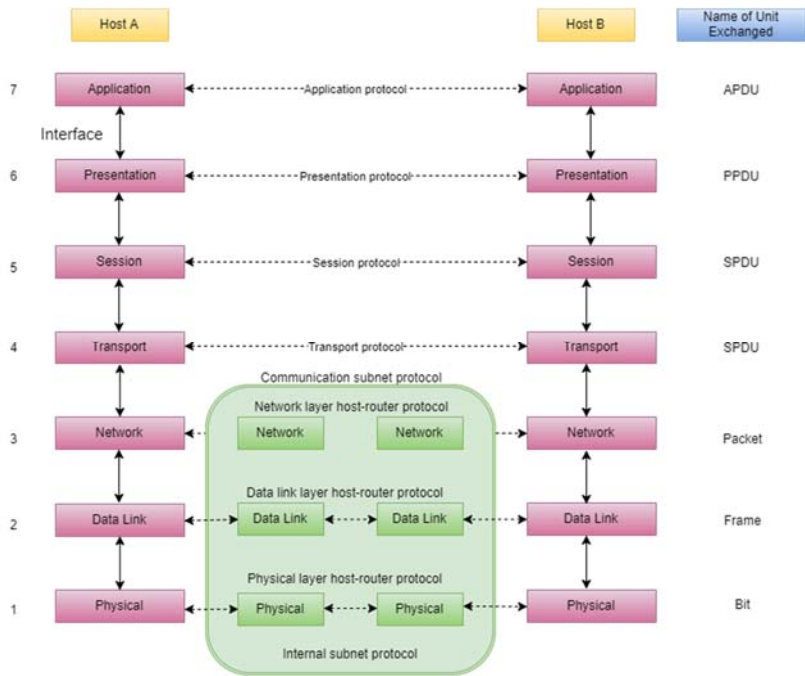 Host A
Host B
Name of Unit
Exchanged
7
Application
Application protocol
Application
APDU
Interface
6
Presentation
Presentation protocol
Presentation
PPDU
5
Session
Session protocol
Session
SPDU
4
Transport
Transport protocol
Transport
SPDU
Communication subnet protocol
Network layer host-router protocol
3
Network
Network
Network
Network
Packet
Data link layer host-router protocol
2
Data Link
Data Link
Data Link
Data Link
Frame
Physical layer host-router protocol
1
Physical
Physical
Physical
Physical
Bit
Internal subnet protocol